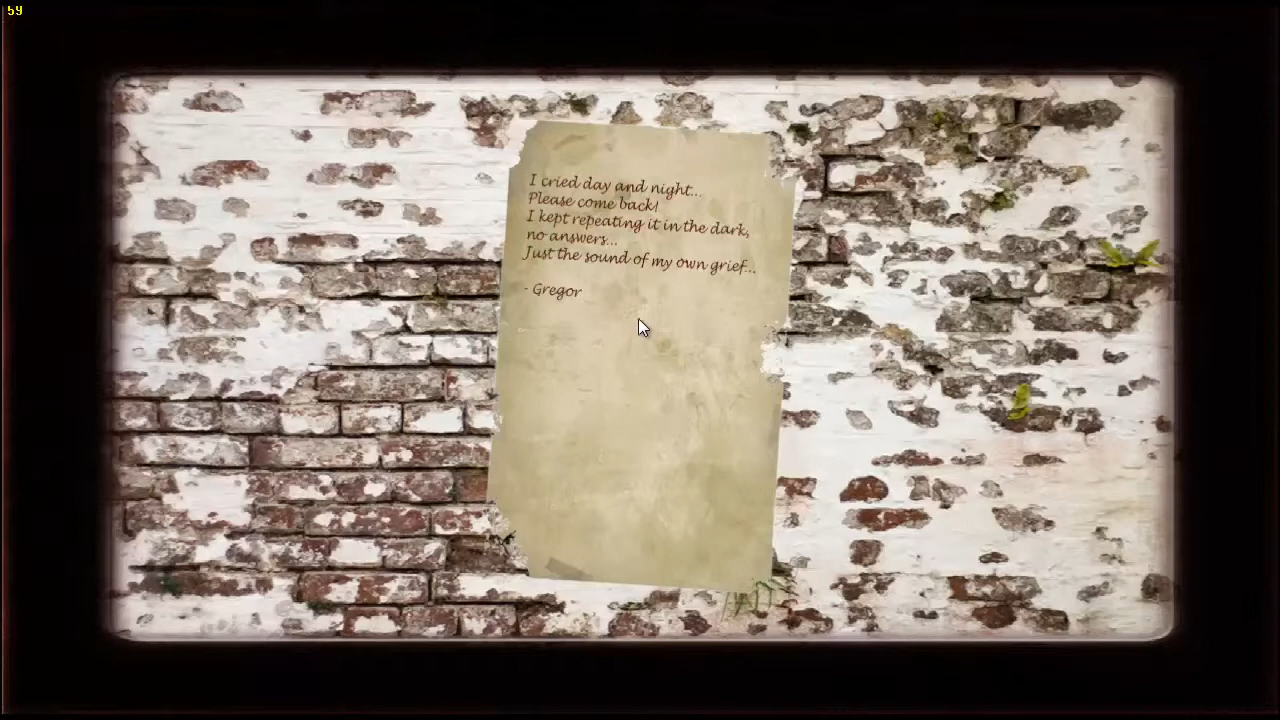 59
I cried day and night...
Please come back!
I kept repeating it in the dark,
no answers...
Just the sound of my own grief...
- Gregor